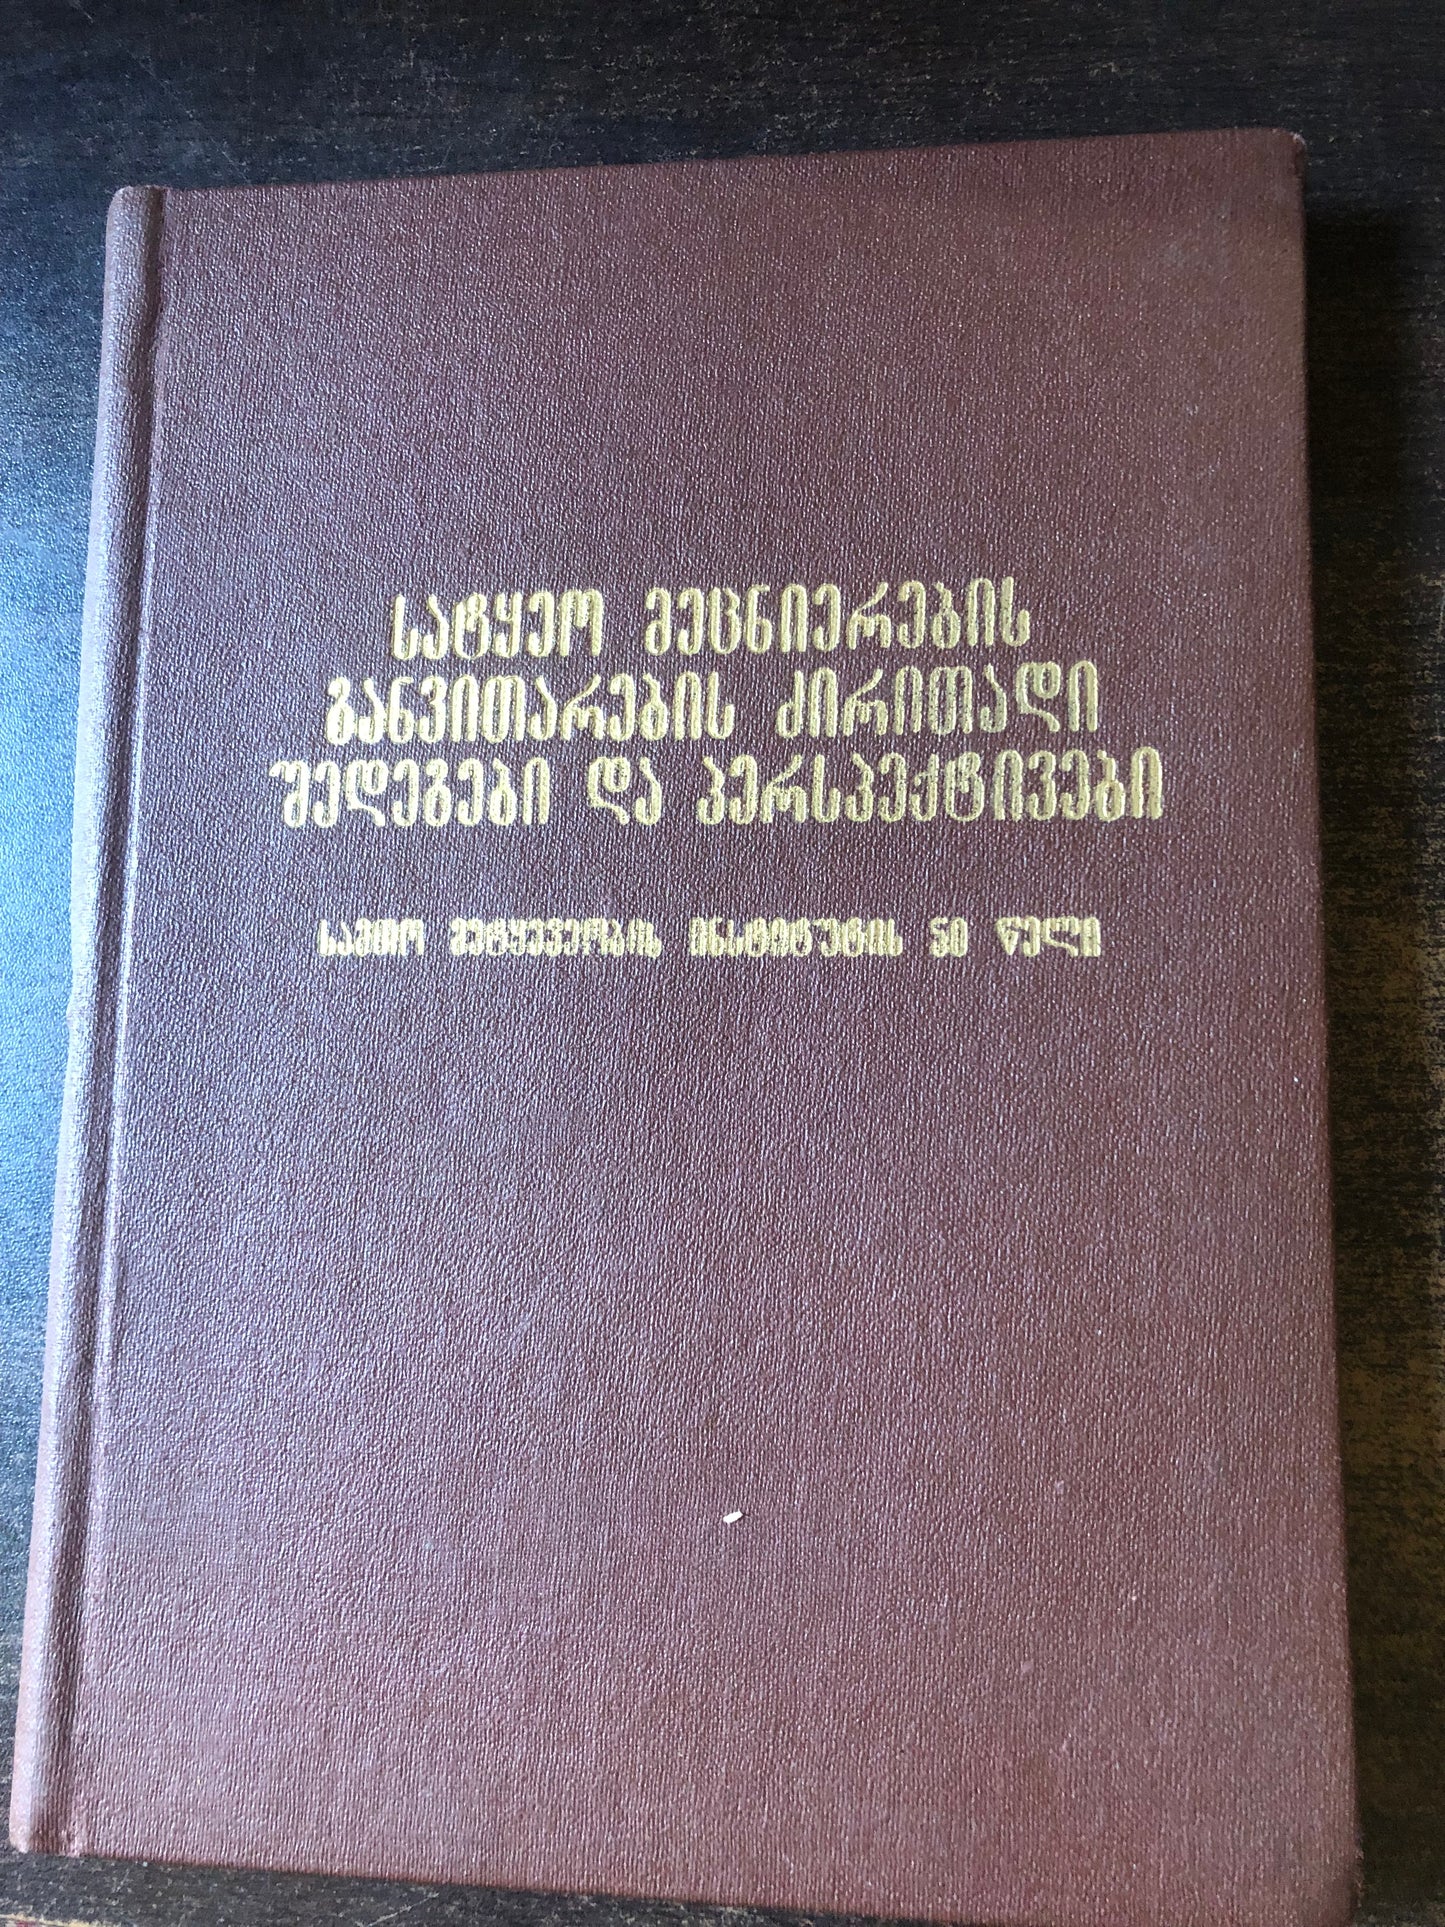 სატყეო მეცნიერების
განვითარების ძირითადი
შედეგები და პერსპექტივები
სამთო მეტყევეობის ინსტიტუტის 50 წელი